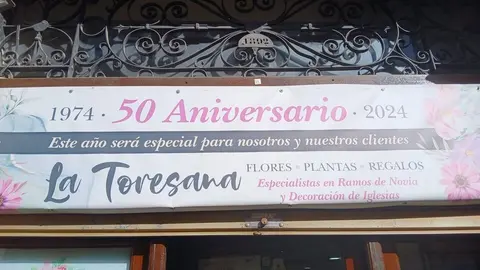 1892
1974 · 50 Aniversario · 2024
Este año será especial para nosotros y nuestros clientes
La Toresana
FLORES · PLANTAS · REGALOS
Especialistas en Ramos de Novia
y Decoración de Iglesias